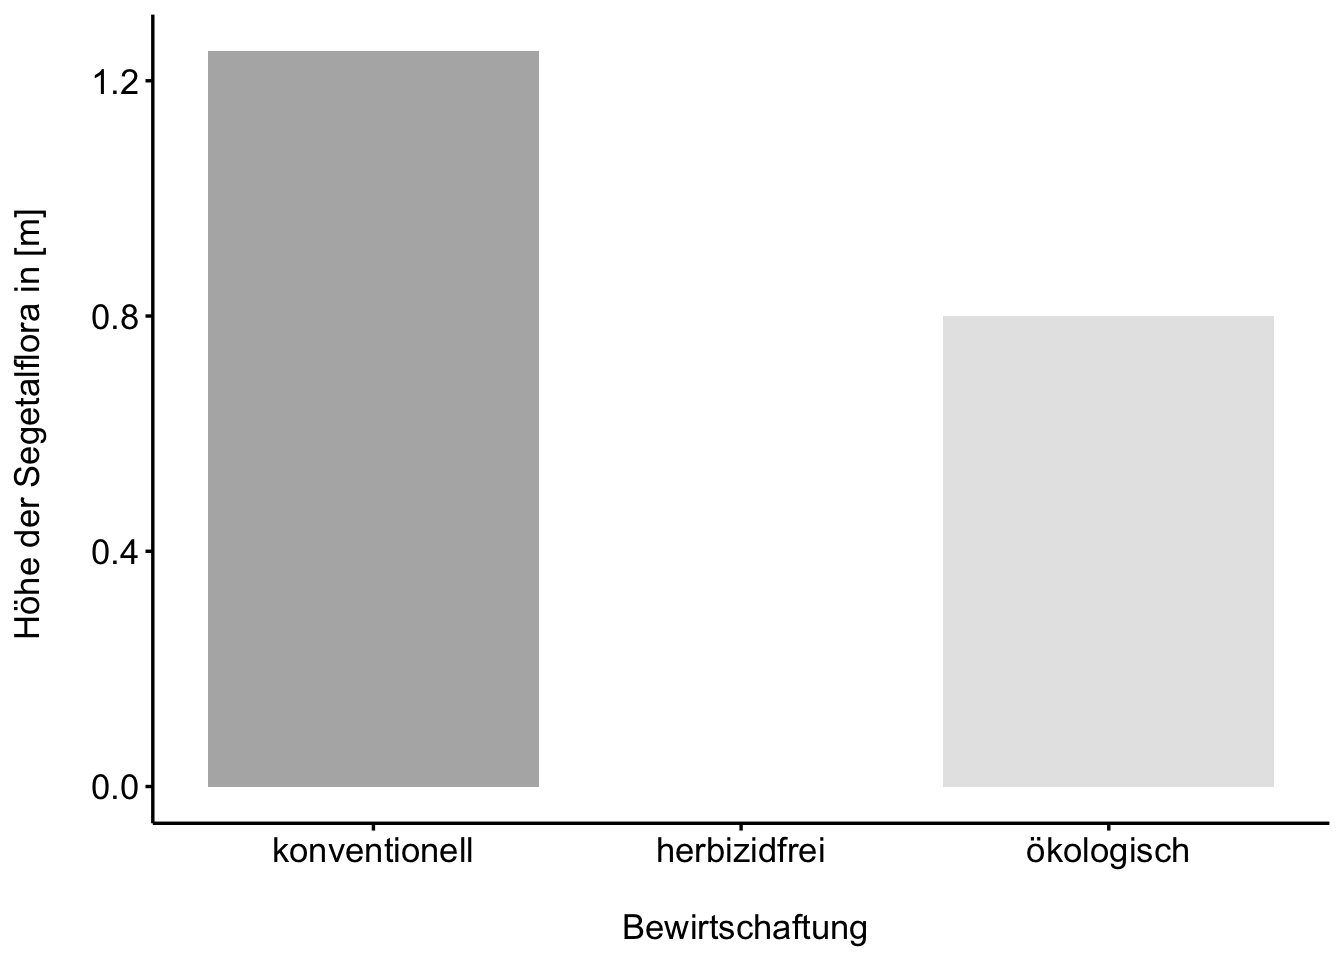 Höhe der Segetalflora in [m]
1.2
0.8
0.4
0.0
konventionell herbizidfrei ökologisch
Bewirtschaftung